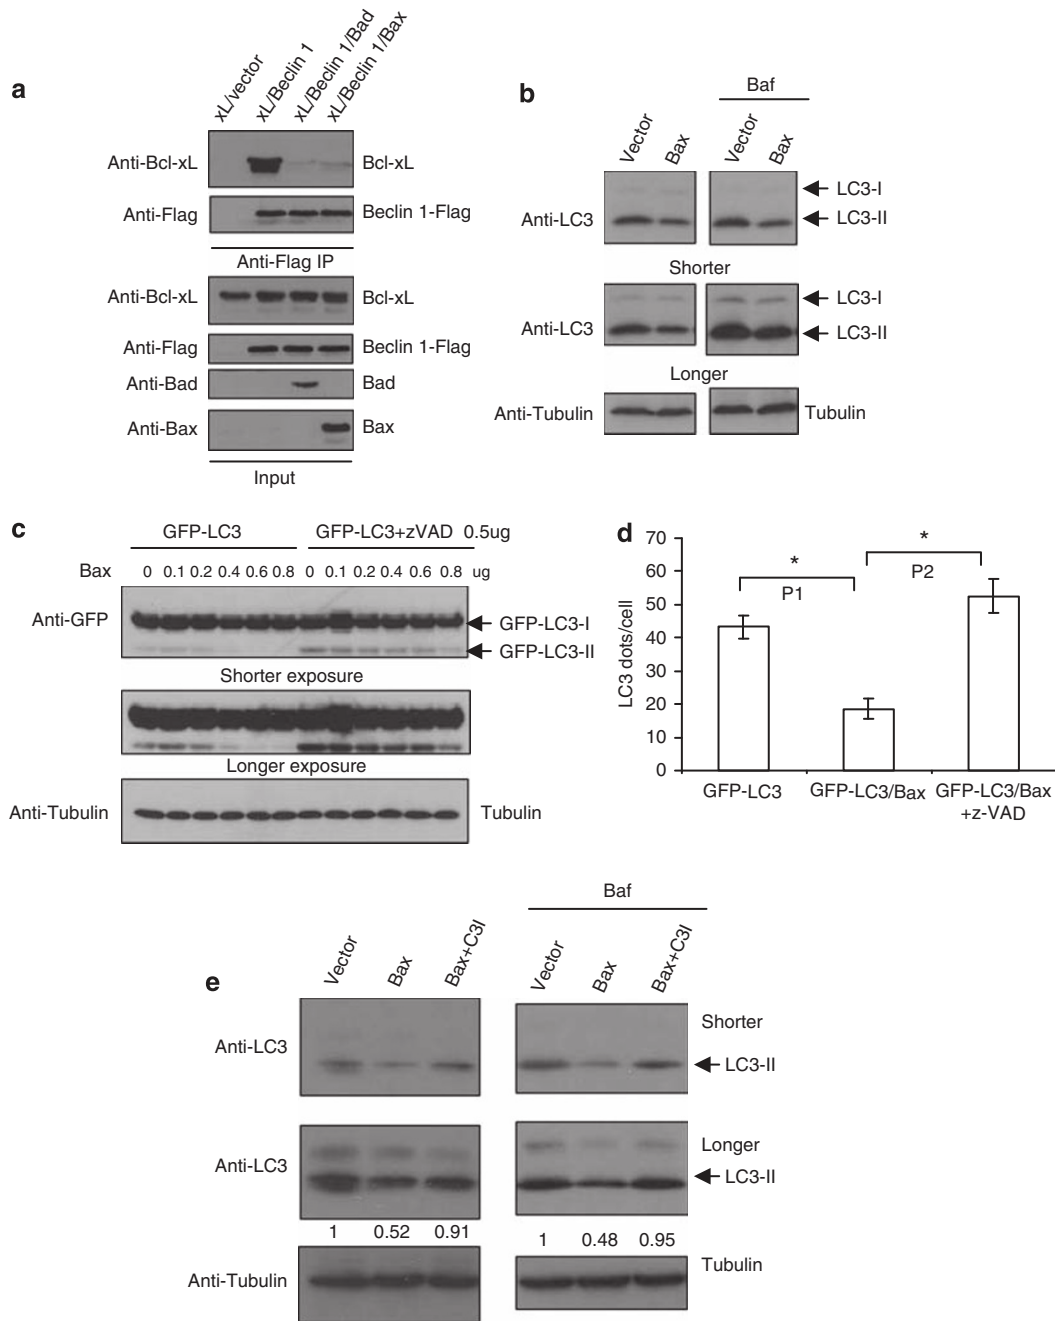 a
xL/vector
xL/Beclin 1
xL/Beclin 1/Bad
xL/Beclin 1/Bax
Anti-Bcl-xL
Bcl-xL
Anti-Flag
Beclin 1-Flag
Anti-Flag IP
Anti-Bcl-xL
Bcl-xL
Anti-Flag
Beclin 1-Flag
Anti-Bad
Bad
Anti-Bax
Bax
Input
b
Baf
Vector
Bax
Vector
Bax
Anti-LC3
LC3-I
LC3-II
Shorter
Anti-LC3
LC3-I
LC3-II
Longer
Anti-Tubulin
Tubulin
c
GFP-LC3
GFP-LC3+zVAD 0.5ug
Bax 0 0.1 0.2 0.4 0.6 0.8 0 0.1 0.2 0.4 0.6 0.8 ug
Anti-GFP
GFP-LC3-I
GFP-LC3-II
Shorter exposure
Longer exposure
Anti-Tubulin
Tubulin
d
LC3 dots/cell
70
60
50
40
30
20
10
0
*
P1
*
P2
GFP-LC3
GFP-LC3/Bax
GFP-LC3/Bax
+z-VAD
e
Baf
Vector
Bax
Bax+C3I
Vector
Bax
Bax+C3I
Anti-LC3
Shorter
LC3-II
Anti-LC3
Longer
LC3-II
1 0.52 0.91
1 0.48 0.95
Anti-Tubulin
Tubulin